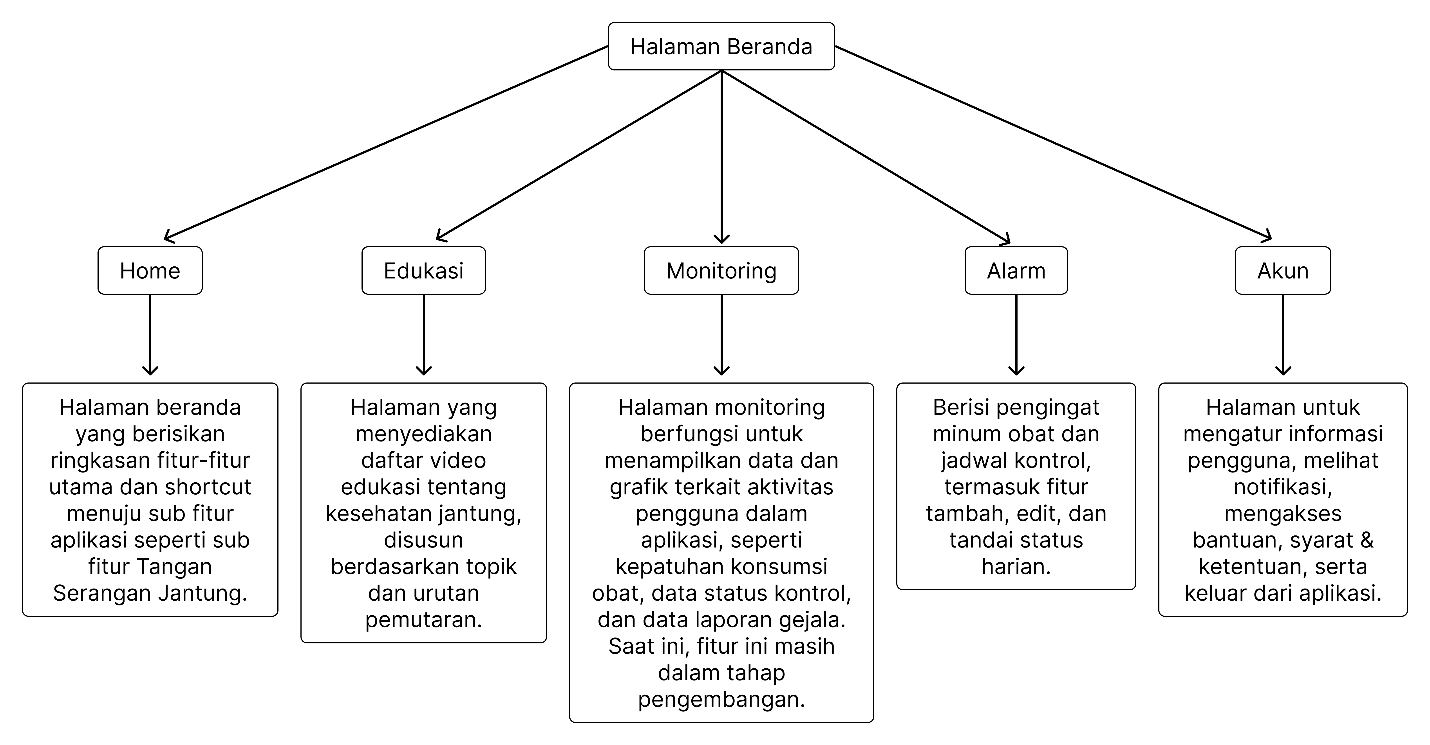 Halaman Beranda
Home
Edukasi
Monitoring
Alarm
Akun
Halaman beranda
yang berisikan
ringkasan fitur-fitur
utama dan shortcut
menuju sub fitur
aplikasi seperti sub
fitur Tangan
Serangan Jantung.
Halaman yang
menyediakan
daftar video
edukasi tentang
kesehatan jantung,
disusun
berdasarkan topik
dan urutan
pemutaran.
Halaman monitoring
berfungsi untuk
menampilkan data dan
grafik terkait aktivitas
pengguna dalam
aplikasi, seperti
kepatuhan konsumsi
obat, data status kontrol,
dan data laporan gejala.
Saat ini, fitur ini masih
dalam tahap
pengembangan.
Berisi pengingat
minum obat dan
jadwal kontrol,
termasuk fitur
tambah, edit, dan
tandai status
harian.
Halaman untuk
mengatur informasi
pengguna, melihat
notifikasi,
mengakses
bantuan, syarat &
ketentuan, serta
keluar dari aplikasi.